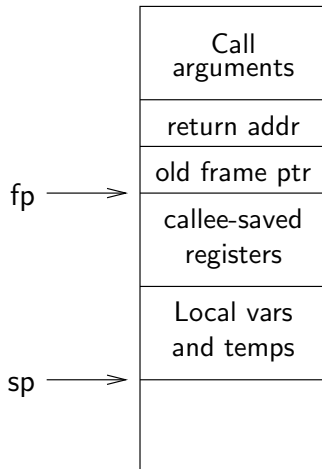 Call
arguments
return addr
old frame ptr
fp
callee-saved
registers
Local vars
and temps
sp